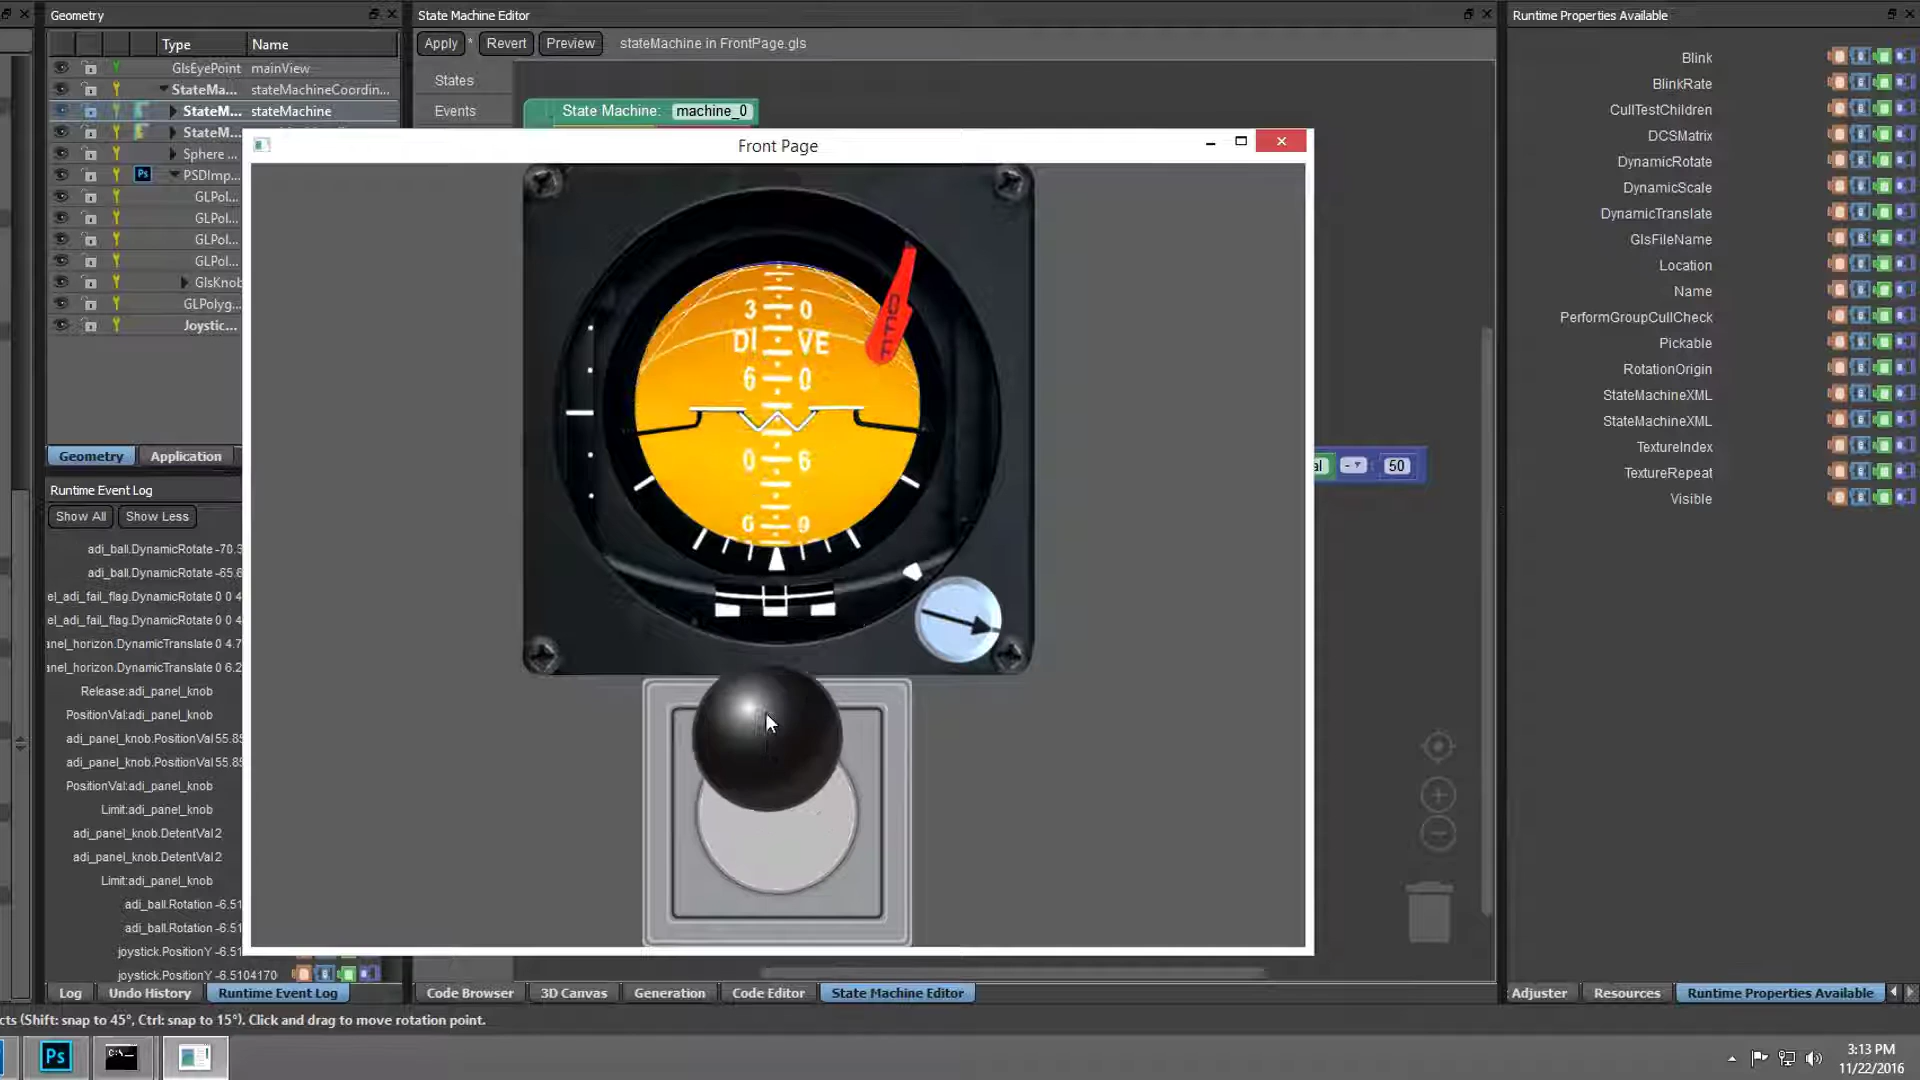 Geometry
Type Name
GlsEyePoint mainView
StateMa... stateMachineCoordin...
StateM... stateMachine
StateM...
Sphere ...
Ps PSDImp...
GLPol...
GLPol...
GLPol...
GLPol...
GlsKnob
GLPolyg...
Joystic...
Geometry Application
Runtime Event Log
Show All Show Less
adi_ball.DynamicRotate -70.5
adi_ball.DynamicRotate -65.6
el_adi_fail_flag.DynamicRotate 0 0 4
el_adi_fail_flag.DynamicRotate 0 0 4
anel_horizon.DynamicTranslate 0 4.7
anel_horizon.DynamicTranslate 0 6.2
Release:adi_panel_knob
PositionVal:adi_panel_knob
adi_panel_knob.PositionVal 55.85
adi_panel_knob.PositionVal 55.85
PositionVal:adi_panel_knob
Limit:adi_panel_knob
adi_panel_knob.DetentVal 2
adi_panel_knob.DetentVal 2
Limit:adi_panel_knob
adi_ball.Rotation -6.51
adi_ball.Rotation -6.51
joystick.PositionY -6.51
joystick.PositionY -6.5104170
Log Undo History Runtime Event Log
State Machine Editor
Apply * Revert Preview stateMachine in FrontPage.gls
States
Events
State Machine: machine_0
Front Page
3 0
DI VE
6 0
0 6
0 9
OFF
al - 50
Code Browser 3D Canvas Generation Code Editor State Machine Editor
Runtime Properties Available
Blink
BlinkRate
CullTestChildren
DCSMatrix
DynamicRotate
DynamicScale
DynamicTranslate
GlsFileName
Location
Name
PerformGroupCullCheck
Pickable
RotationOrigin
StateMachineXML
StateMachineXML
TextureIndex
TextureRepeat
Visible
Adjuster Resources Runtime Properties Available
cts (Shift: snap to 45°, Ctrl: snap to 15°). Click and drag to move rotation point.
Ps
C:\
3:13 PM
11/22/2016